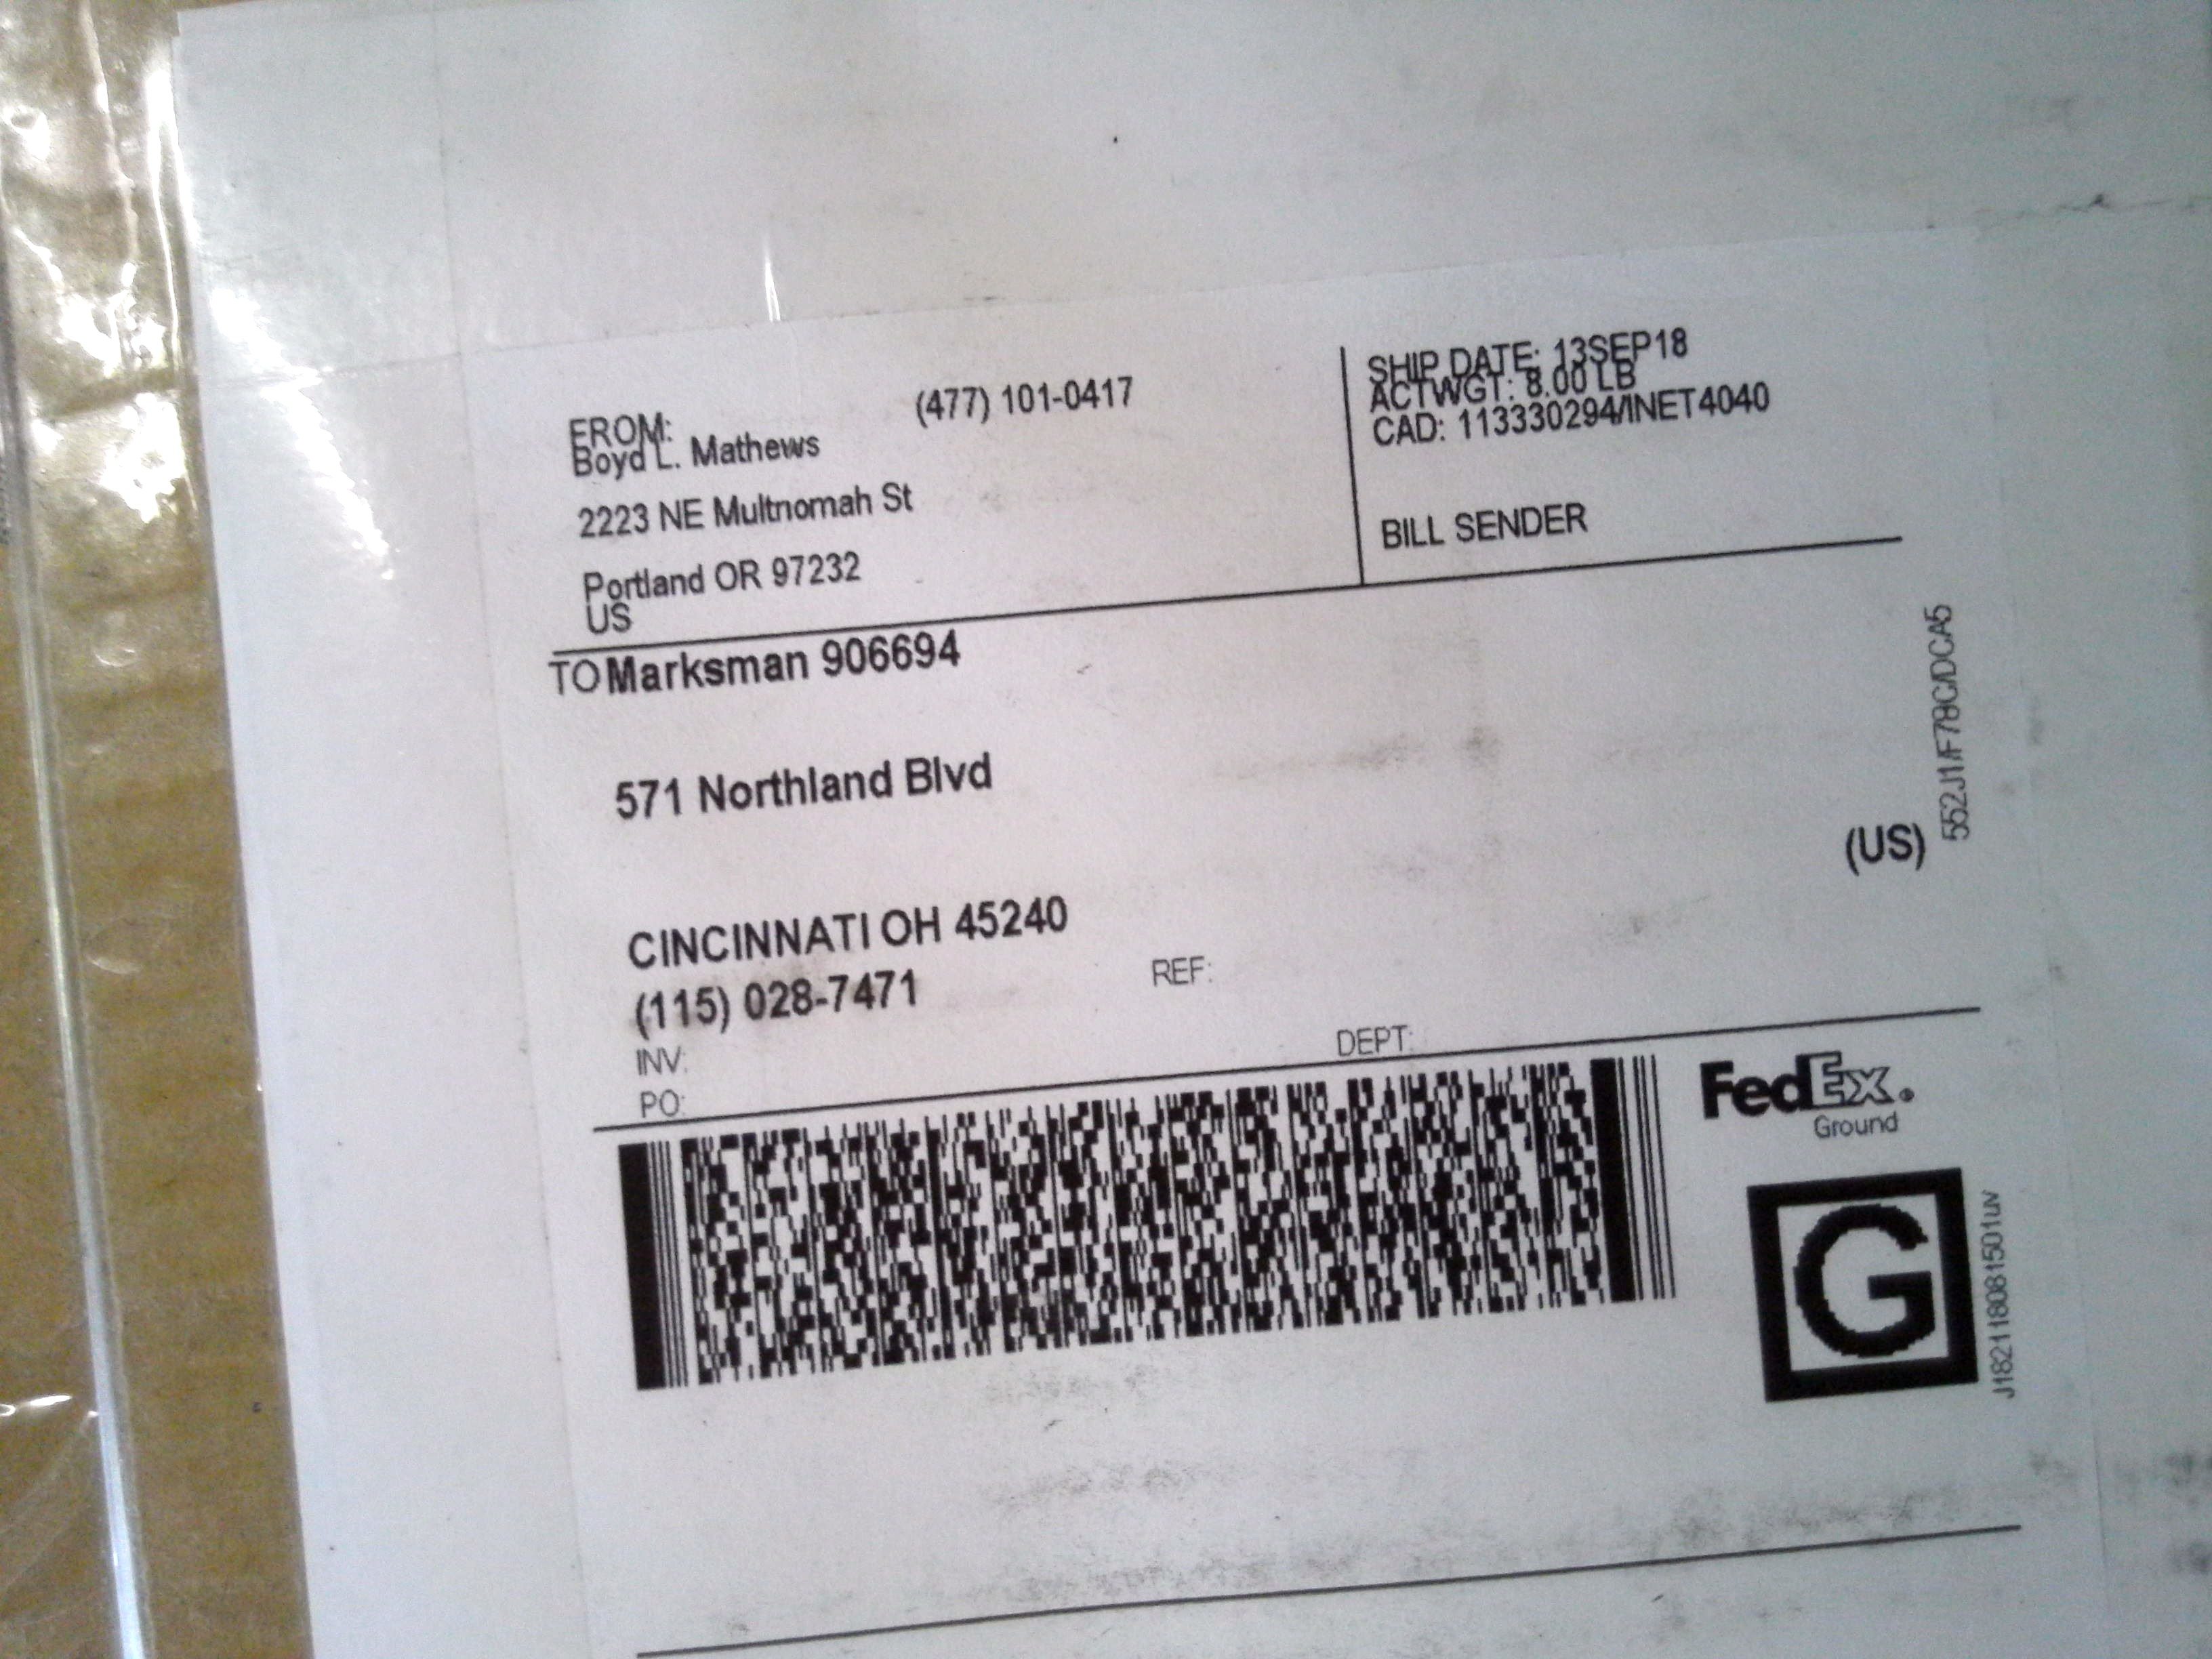 FROM:
(477) 101-0417
Boyd L. Mathews
2223 NE Multnomah St
Portland OR 97232
US
SHIP DATE: 13SEP18
ACTWGT: 8.00 LB
CAD: 113330294/INET4040
BILL SENDER
TO Marksman 906694
571 Northland Blvd
CINCINNATI OH 45240
(US)
(115) 028-7471
REF:
INV:
DEPT:
PO:
552J1/F78C/DCA5
FedEx.
Ground
G
J182118081501uv